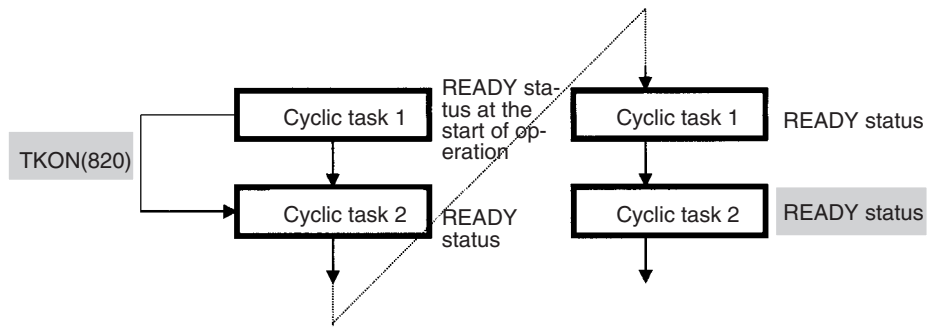 TKON(820)
Cyclic task 1
READY sta-
tus at the
start of op-
eration
Cyclic task 2
READY
status
Cyclic task 1
READY status
Cyclic task 2
READY status